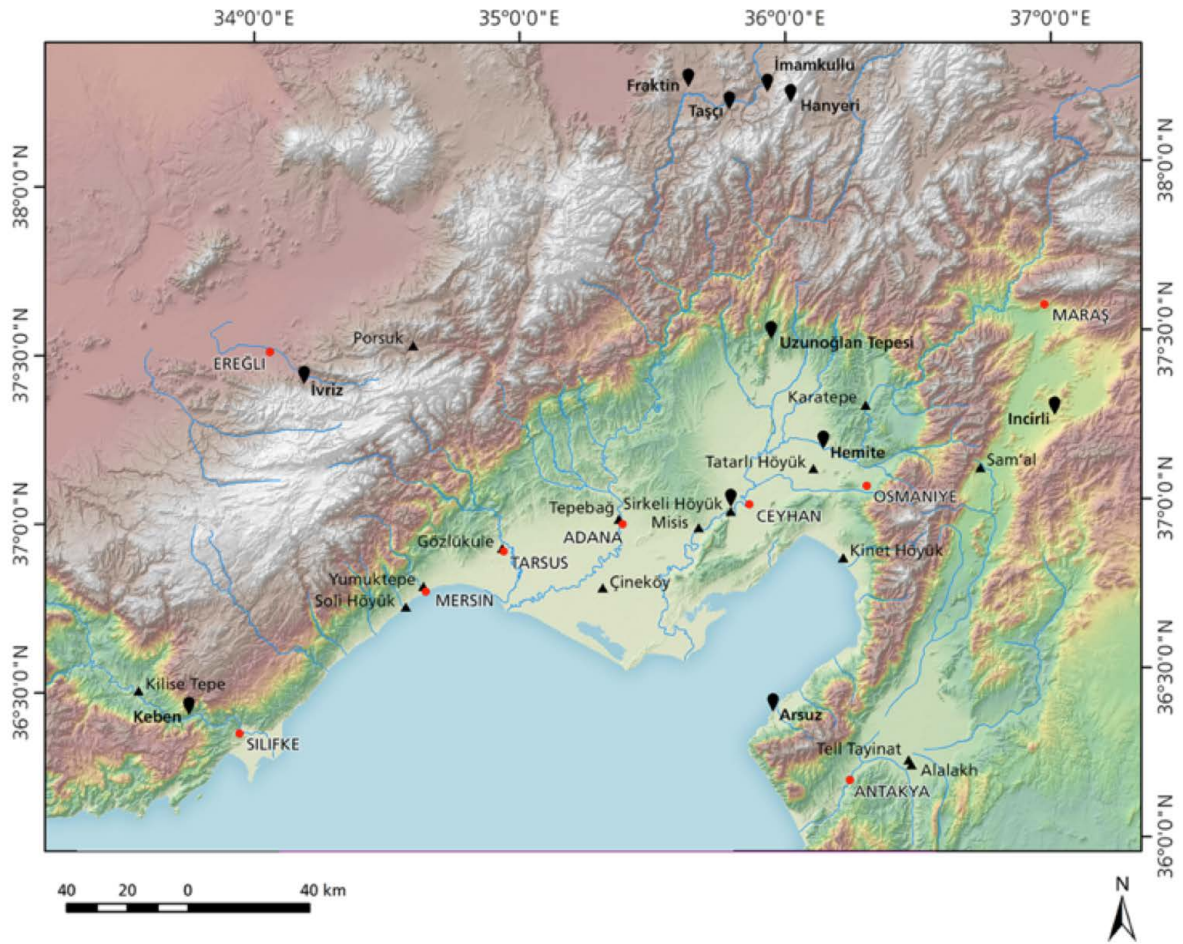 34°0'0"E
35°0'0"E
36°0'0"E
37°0'0"E
İmamkullu
Fraktin
Taşçı
Hanyeri
38°0'0"N
38°0'0"N
MARAŞ
37°30'0"N
37°30'0"N
Porsuk
Uzunoğlan Tepesi
EREĞLI
İvriz
Karatepe
Incirli
Hemite
Tatarlı Höyük
Sam'al
OSMANIYE
Tepebağ
Sirkeli Höyük
Misis
CEYHAN
37°0'0"N
37°0'0"N
ADANA
Gözlükule
TARSUS
Kinet Höyük
Yumuktepe
Soli Höyük
MERSIN
Çineköy
36°30'0"N
36°30'0"N
Kilise Tepe
Keben
Arsuz
SILIFKE
Tell Tayinat
Alalakh
ANTAKYA
36°0'0"N
40 20 0 40 km
N